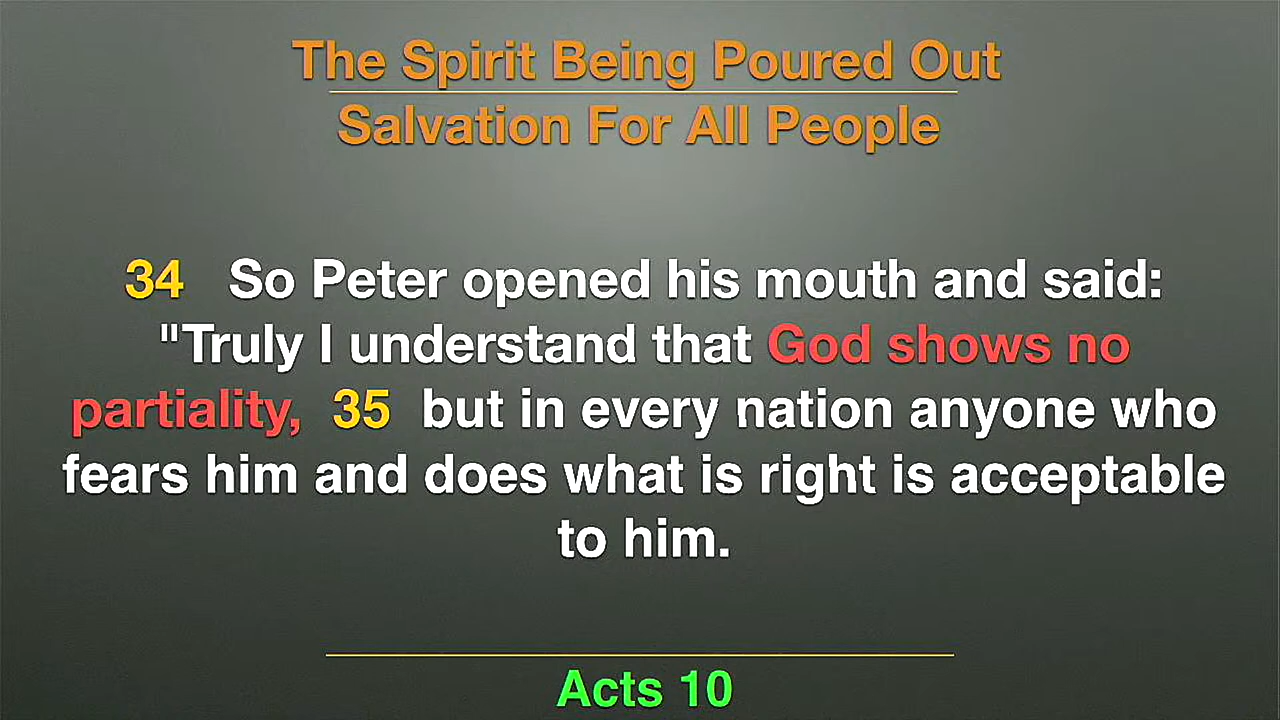 The Spirit Being Poured Out
Salvation For All People
34 So Peter opened his mouth and said:
"Truly I understand that God shows no
partiality, 35 but in every nation anyone who
fears him and does what is right is acceptable
to him.
Acts 10